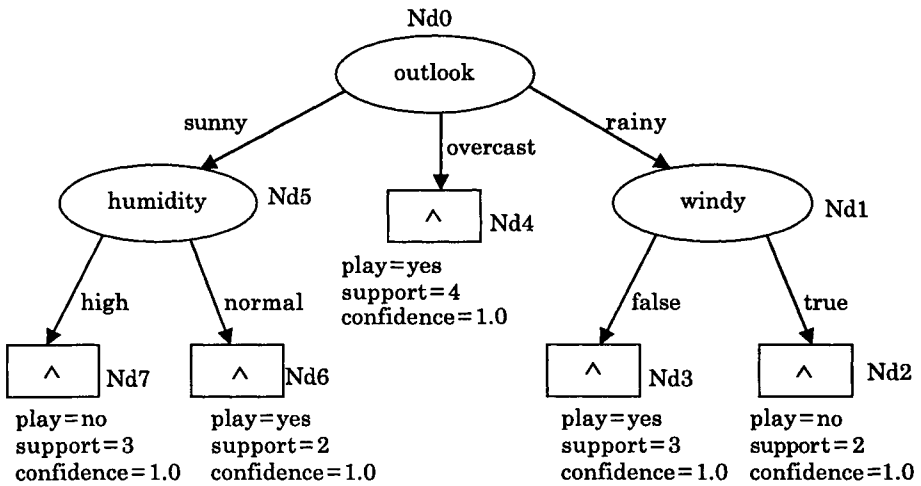 Nd0
outlook
sunny
overcast
rainy
humidity
Nd5
^
Nd4
windy
Nd1
play=yes
support=4
confidence=1.0
high
normal
false
true
^
Nd7
^
Nd6
^
Nd3
^
Nd2
play=no
support=3
confidence=1.0
play=yes
support=2
confidence=1.0
play=yes
support=3
confidence=1.0
play=no
support=2
confidence=1.0